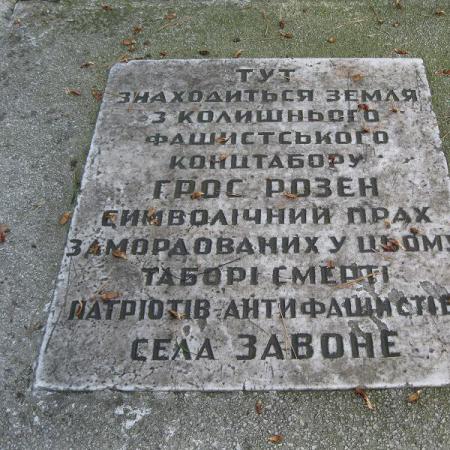 ТУТ
ЗНАХОДИТЬСЯ ЗЕМЛЯ
З КОЛИШНЬОГО
ФАШИСТСЬКОГО
КОНЦТАБОРУ
ГРОС РОЗЕН
СИМВОЛІЧНИЙ ПРАХ
ЗАМОРДОВАНИХ У ЦЬОМУ
ТАБОРІ СМЕРТІ
ПАТРІОТІВ-АНТИФАШИСТІВ
СЕЛА ЗАВОНЕ